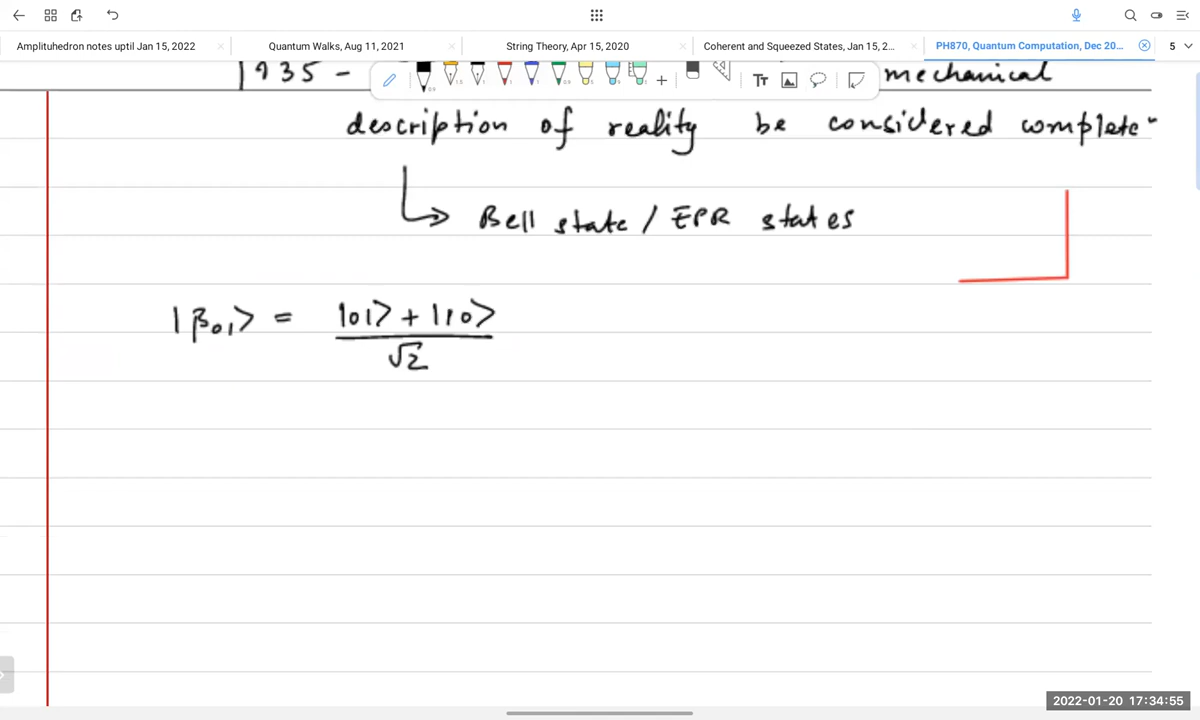 Amplituhedron notes uptil Jan 15, 2022 × Quantum Walks, Aug 11, 2021 × String Theory, Apr 15, 2020 × Coherent and Squeezed States, Jan 15, 2... × PH870, Quantum Computation, Dec 20... 5
1935 - mechanical
description of reality be considered complete"
↳ Bell state / EPR states
|β₀₁⟩ = |01⟩ + |10⟩
√2
2022-01-20 17:34:55